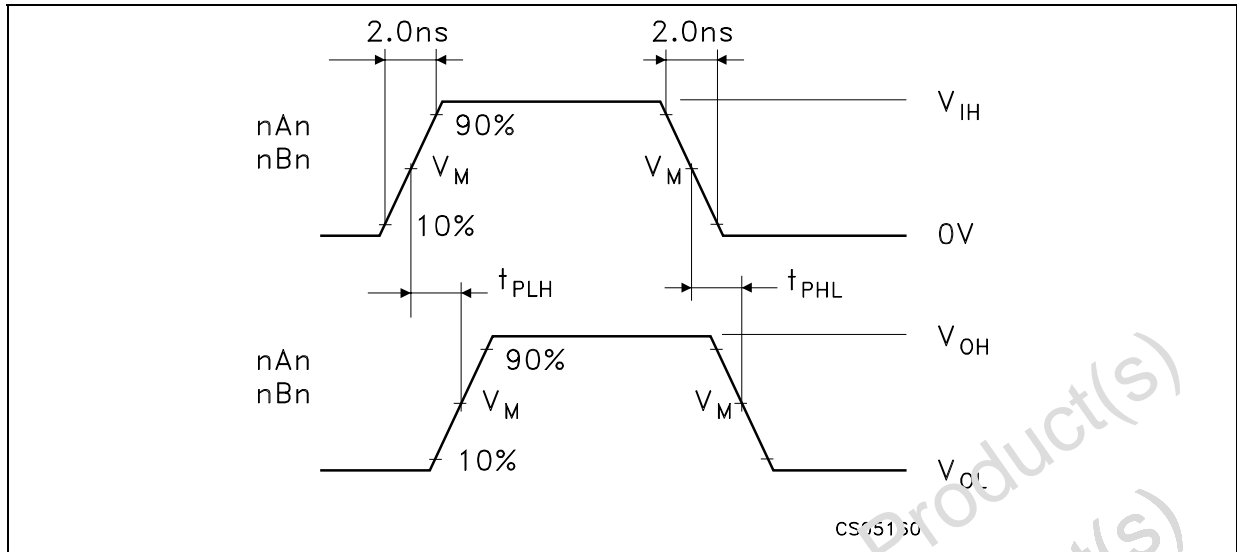 2.0ns 2.0ns
nAn
nBn
90%
V_M V_M
10%
V_IH
0V
t_PLH t_PHL
nAn
nBn
90%
V_M V_M
10%
V_OH
V_OL
Product(s)